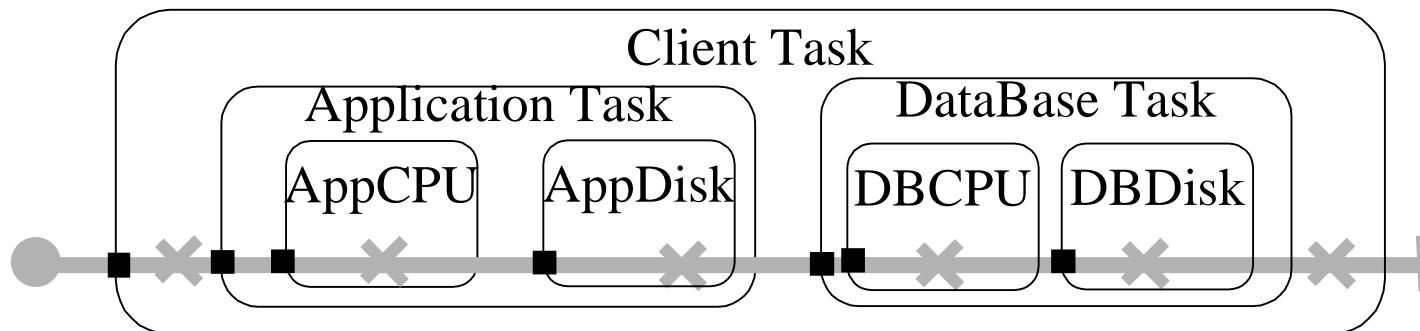 Client Task
Application Task
DataBase Task
AppCPU
AppDisk
DBCPU
DBDisk